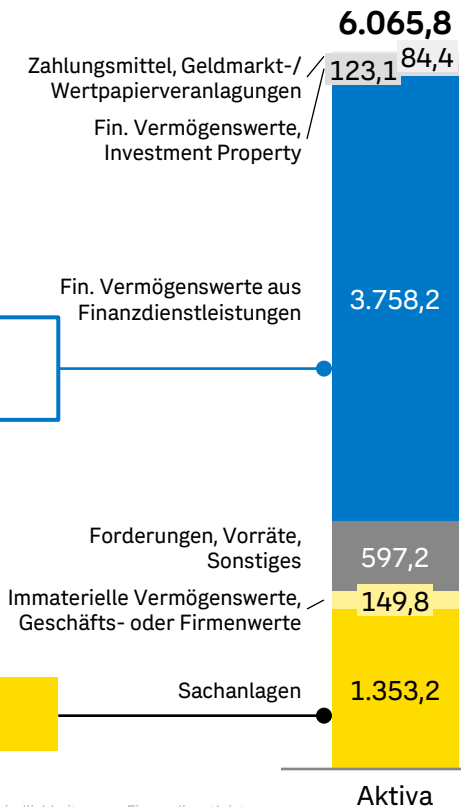 6.065,8
Zahlungsmittel, Geldmarkt-/
Wertpapierveranlagungen
123,1
84,4
Fin. Vermögenswerte,
Investment Property
Fin. Vermögenswerte aus
Finanzdienstleistungen
3.758,2
Forderungen, Vorräte,
Sonstiges
597,2
Immaterielle Vermögenswerte,
Geschäfts- oder Firmenwerte
149,8
Sachanlagen
1.353,2
Aktiva